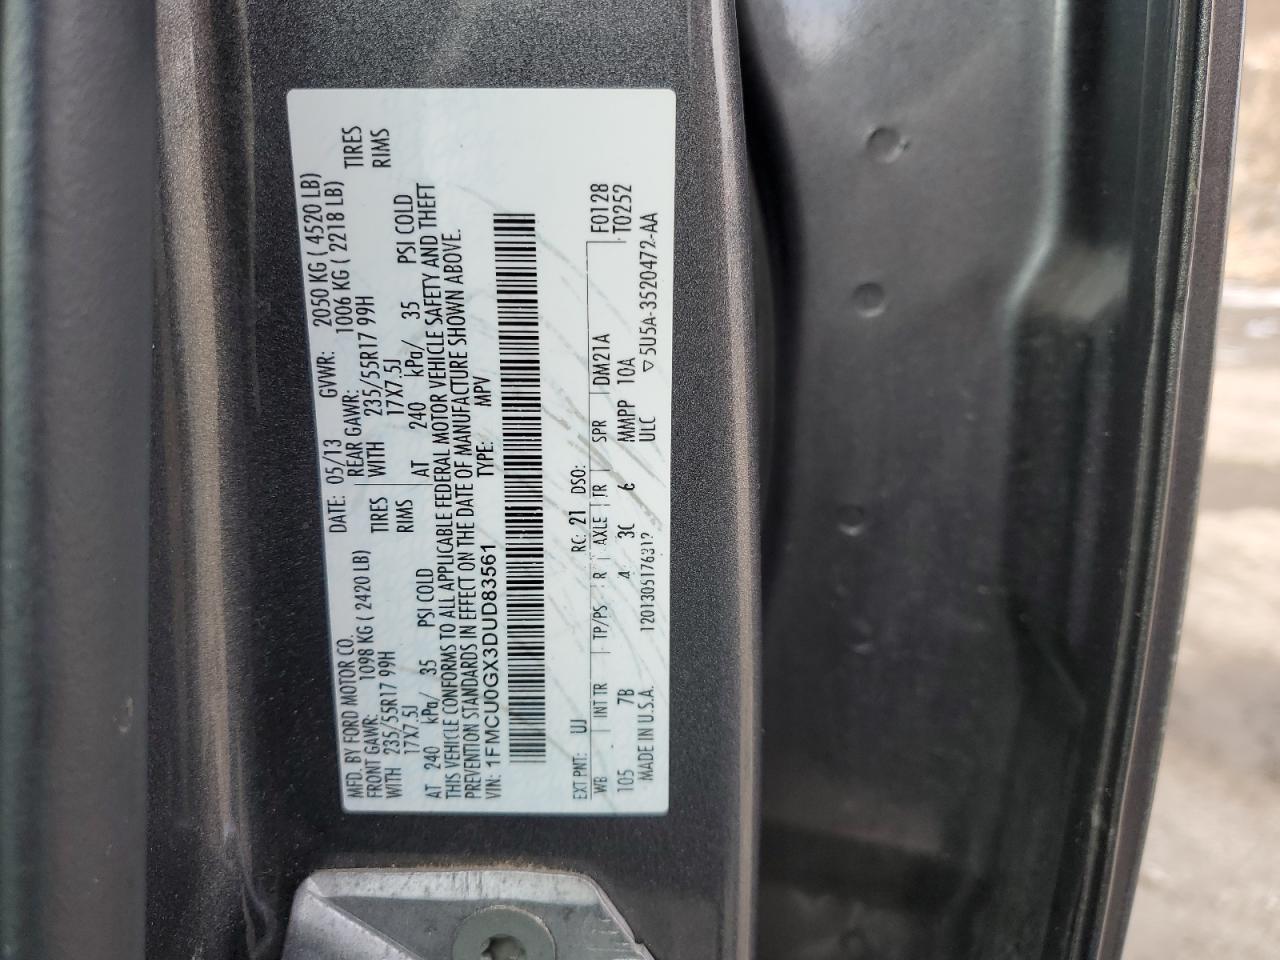 MFD. BY FORD MOTOR CO.
DATE: 05/13 GVWR: 2050 KG ( 4520 LB)
FRONT GAWR: 1098 KG ( 2420 LB) REAR GAWR: 1006 KG ( 2218 LB)
WITH 235/55R17 99H TIRES WITH 235/55R17 99H TIRES
17X7.5J RIMS 17X7.5J RIMS
AT 240 kPa/ 35 PSI COLD AT 240 kPa/ 35 PSI COLD
THIS VEHICLE CONFORMS TO ALL APPLICABLE FEDERAL MOTOR VEHICLE SAFETY AND THEFT
PREVENTION STANDARDS IN EFFECT ON THE DATE OF MANUFACTURE SHOWN ABOVE.
VIN: 1FMCU0GX3DUD83561 TYPE: MPV
EXT PNT: UJ RC: 21 DSO: F0128
WB INT TR TP/PS R AXLE TR SPR DM21A T0252
105 7B 4 3C 6 MMPP 10A
MADE IN U.S.A. 1201305176312 ULC ▽5U5A-3520472-AA